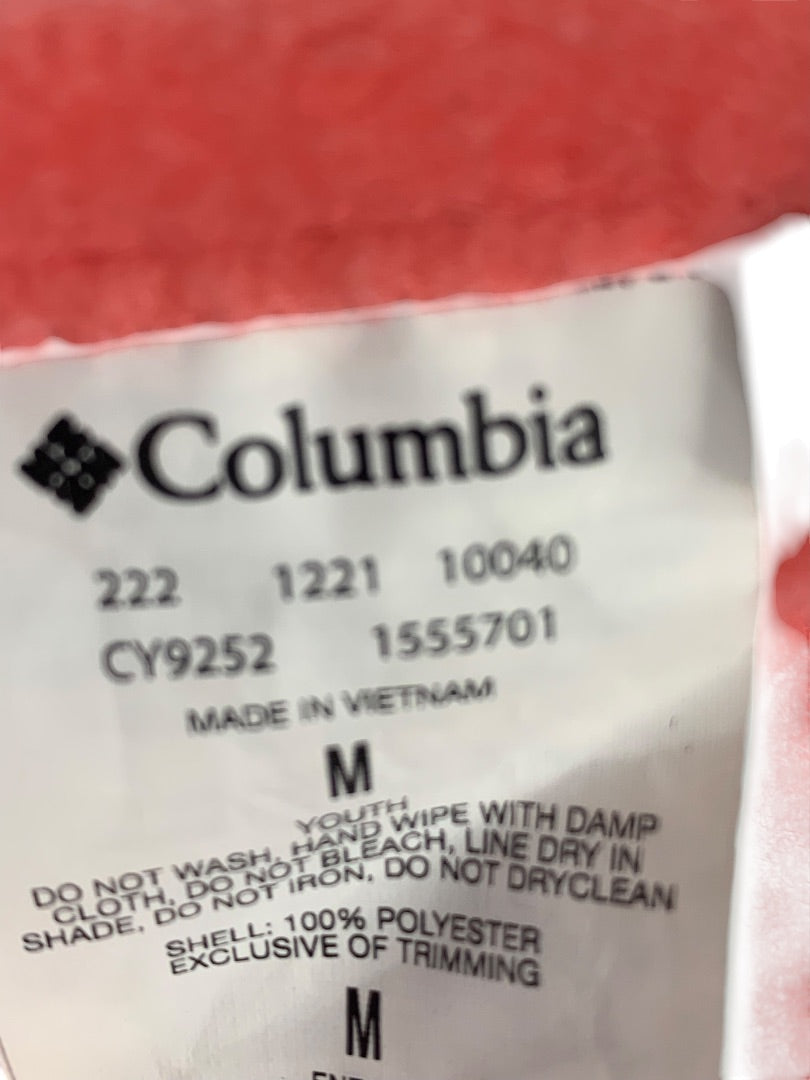 Columbia
222 1221 10040
CY9252 1555701
MADE IN VIETNAM
M
YOUTH
DO NOT WASH, HAND WIPE WITH DAMP
CLOTH, DO NOT BLEACH, LINE DRY IN
SHADE, DO NOT IRON, DO NOT DRYCLEAN
SHELL: 100% POLYESTER
EXCLUSIVE OF TRIMMING
M